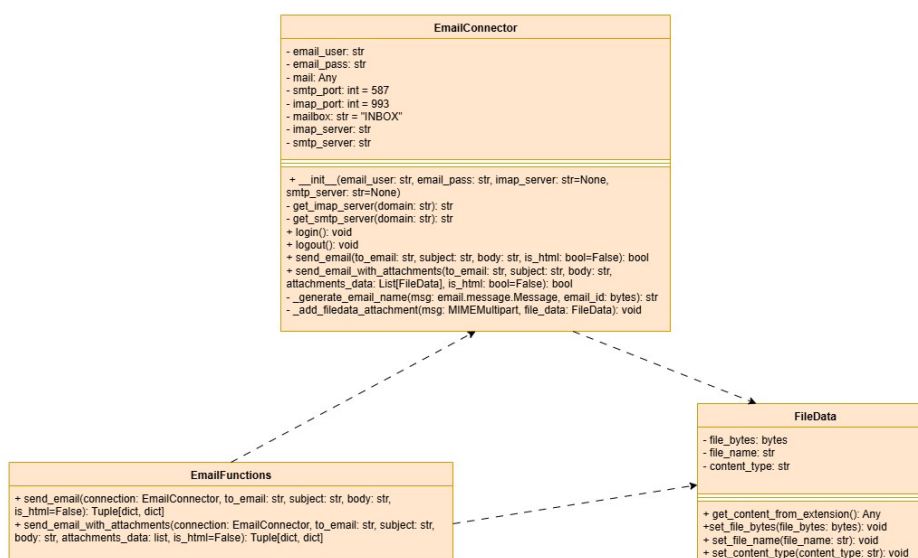 EmailConnector
- email_user: str
- email_pass: str
- mail: Any
- smtp_port: int = 587
- imap_port: int = 993
- mailbox: str = "INBOX"
- imap_server: str
- smtp_server: str
+ __init__(email_user: str, email_pass: str, imap_server: str=None,
smtp_server: str=None)
- get_imap_server(domain: str): str
- get_smtp_server(domain: str): str
+ login(): void
+ logout(): void
+ send_email(to_email: str, subject: str, body: str, is_html: bool=False): bool
+ send_email_with_attachments(to_email: str, subject: str, body: str,
attachments_data: List[FileData], is_html: bool=False): bool
- _generate_email_name(msg: email.message.Message, email_id: bytes): str
- _add_filedata_attachment(msg: MIMEMultipart, file_data: FileData): void
FileData
- file_bytes: bytes
- file_name: str
- content_type: str
+ get_content_from_extension(): Any
+set_file_bytes(file_bytes: bytes): void
+ set_file_name(file_name: str): void
+ set_content_type(content_type: str): void
EmailFunctions
+ send_email(connection: EmailConnector, to_email: str, subject: str, body: str,
is_html=False): Tuple[dict, dict]
+ send_email_with_attachments(connection: EmailConnector, to_email: str, subject: str,
body: str, attachments_data: list, is_html=False): Tuple[dict, dict]